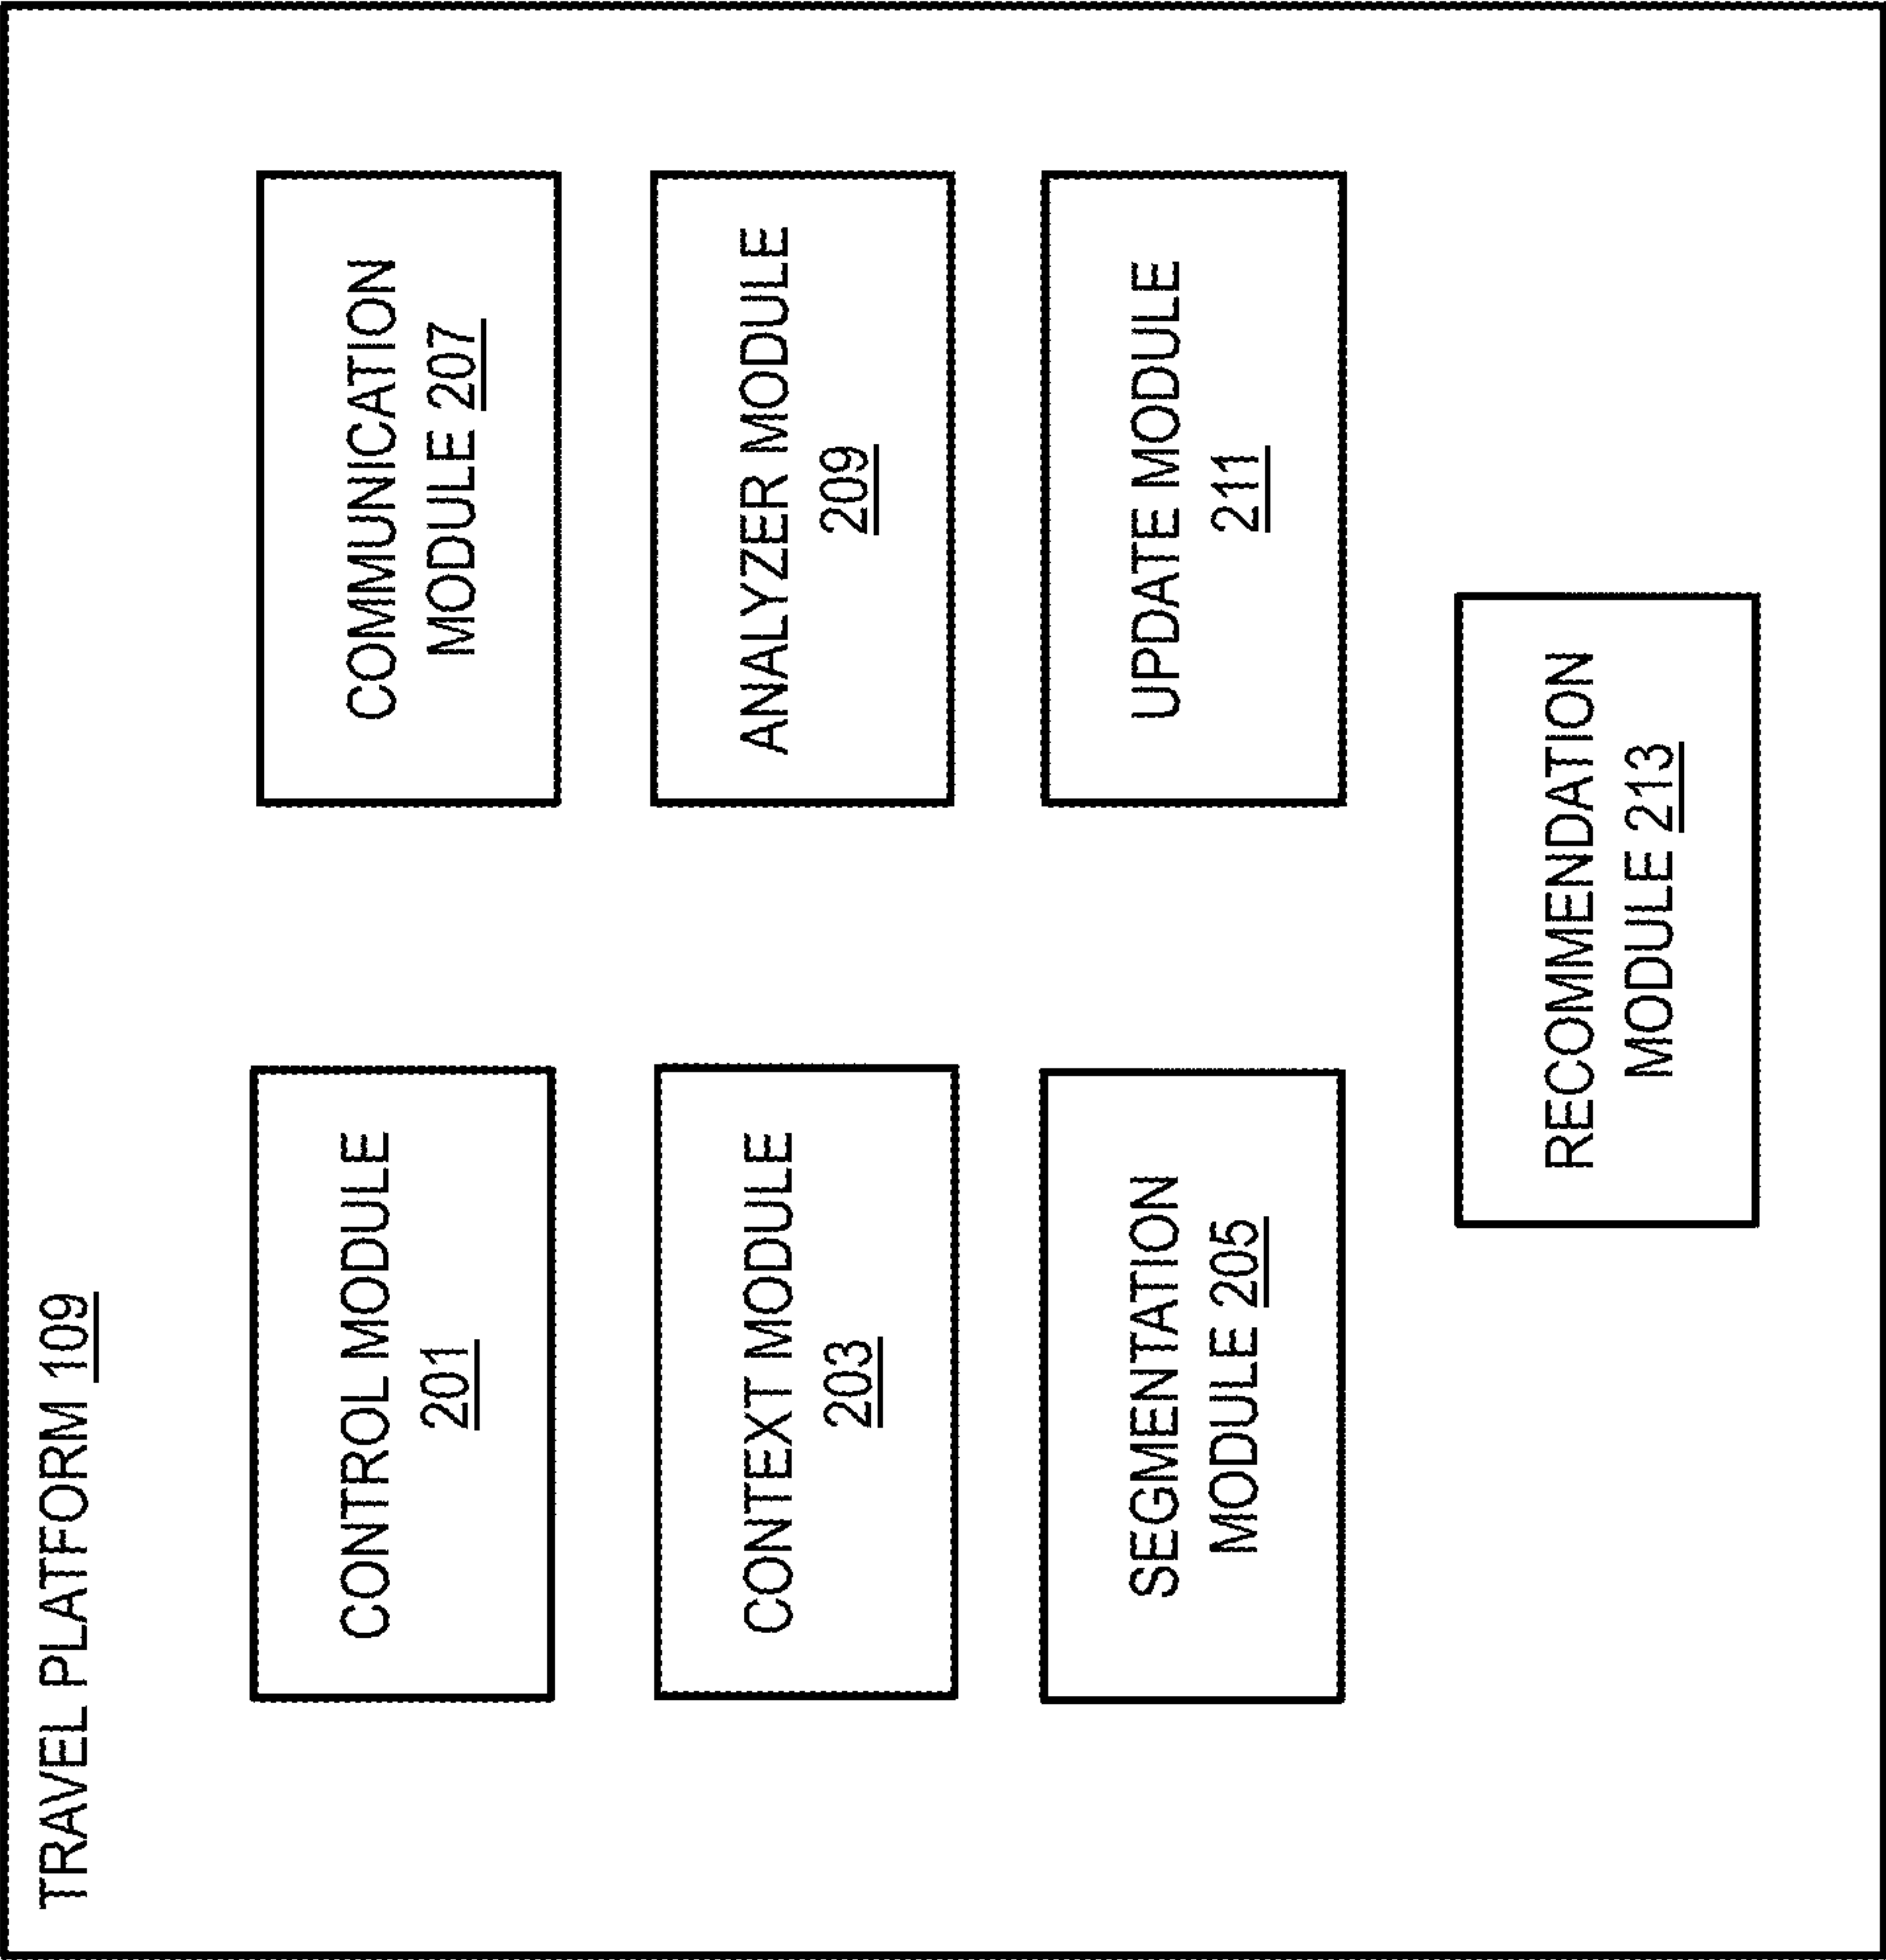 TRAVEL PLATFORM 109
CONTROL MODULE
201
COMMUNICATION
MODULE 207
CONTEXT MODULE
203
ANALYZER MODULE
209
SEGMENTATION
MODULE 205
UPDATE MODULE
211
RECOMMENDATION
MODULE 213